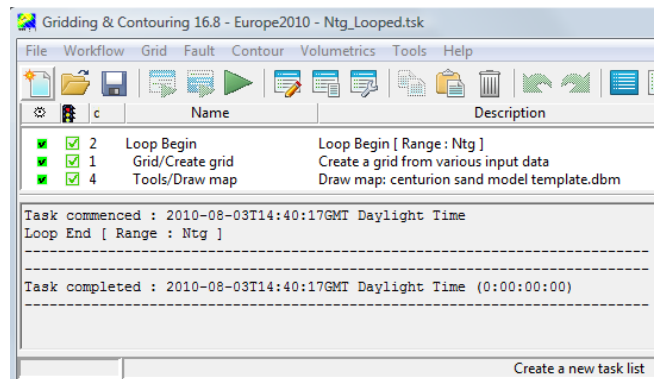 Gridding & Contouring 16.8 - Europe2010 - Ntg_Looped.tsk
File Workflow Grid Fault Contour Volumetrics Tools Help
c Name Description
2 Loop Begin Loop Begin [ Range : Ntg ]
1 Grid/Create grid Create a grid from various input data
4 Tools/Draw map Draw map: centurion sand model template.dbm
Task commenced : 2010-08-03T14:40:17GMT Daylight Time
Loop End [ Range : Ntg ]
--------------------------------------------------------------------------------
--------------------------------------------------------------------------------
Task completed : 2010-08-03T14:40:17GMT Daylight Time (0:00:00:00)
--------------------------------------------------------------------------------
Create a new task list